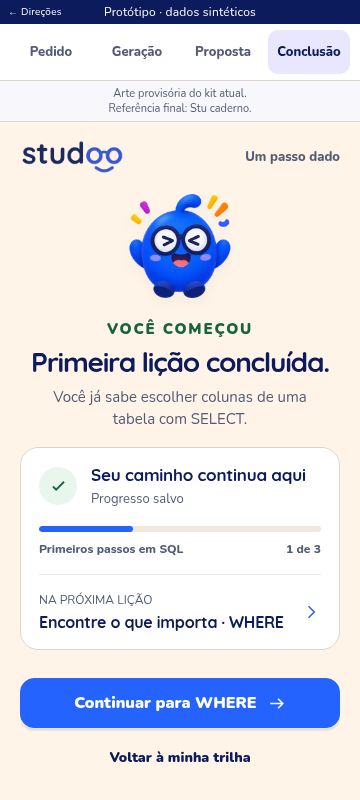 ← Direções
Protótipo · dados sintéticos
Pedido
Geração
Proposta
Conclusão
Arte provisória do kit atual.
Referência final: Stu caderno.
studoo
Um passo dado
VOCÊ COMEÇOU
Primeira lição concluída.
Você já sabe escolher colunas de uma
tabela com SELECT.
Seu caminho continua aqui
Progresso salvo
Primeiros passos em SQL
1 de 3
NA PRÓXIMA LIÇÃO
Encontre o que importa · WHERE
Continuar para WHERE →
Voltar à minha trilha